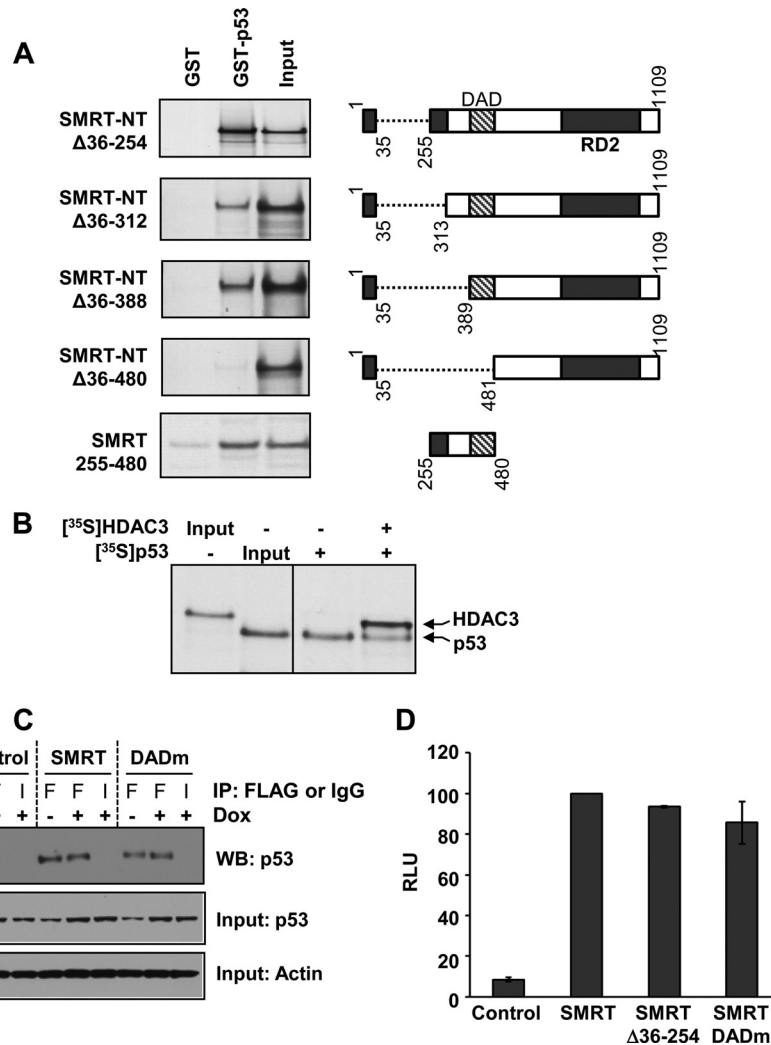 A
GST
GST-p53
Input
SMRT-NT
Δ36-254
SMRT-NT
Δ36-312
SMRT-NT
Δ36-388
SMRT-NT
Δ36-480
SMRT
255-480
1
35
255
DAD
RD2
1109
1
35
313
1109
1
35
389
1109
1
35
481
1109
255
480
B
[35S]HDAC3 Input - - +
[35S]p53 - Input + +
HDAC3
p53
C
trol SMRT DADm
I F F I F F I IP: FLAG or IgG
+ - + + - + + Dox
WB: p53
Input: p53
Input: Actin
D
RLU
120
100
80
60
40
20
0
Control
SMRT
SMRT
Δ36-254
SMRT
DADm